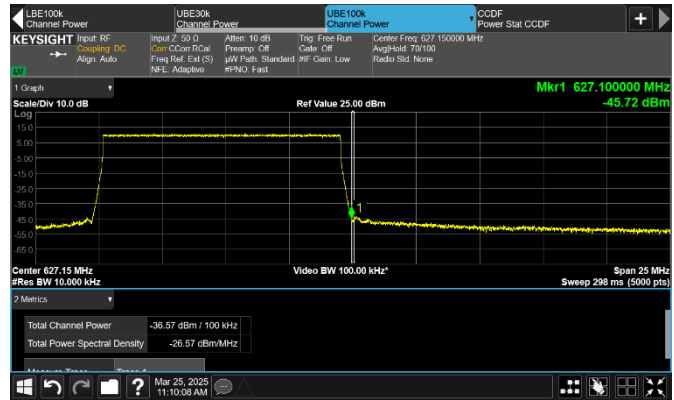 LBE100k
Channel Power
UBE30k
Channel Power
UBE100k
Channel Power
CCDF
Power Stat CCDF
KEYSIGHT
Input: RF
Coupling: DC
Align: Auto
Input Z: 50 Ω
Corr CCorr RCal
Freq Ref: Ext (S)
NFE: Adaptive
Atten: 10 dB
Preamp: Off
µW Path: Standard
#PNO: Fast
Trig: Free Run
Gate: Off
#IF Gain: Low
Center Freq: 627.150000 MHz
Avg|Hold: 70/100
Radio Std: None
1 Graph
Mkr1 627.100000 MHz
Scale/Div 10.0 dB
Ref Value 25.00 dBm
-45.72 dBm
Log
15.0
5.00
-5.00
-15.0
-25.0
-35.0
-45.0
-55.0
-65.0
1
Center 627.15 MHz
Video BW 100.00 kHz*
Span 25 MHz
#Res BW 10.000 kHz
Sweep 298 ms (5000 pts)
2 Metrics
Total Channel Power
-36.57 dBm / 100 kHz
Total Power Spectral Density
-26.57 dBm/MHz
Mar 25, 2025
11:10:08 AM